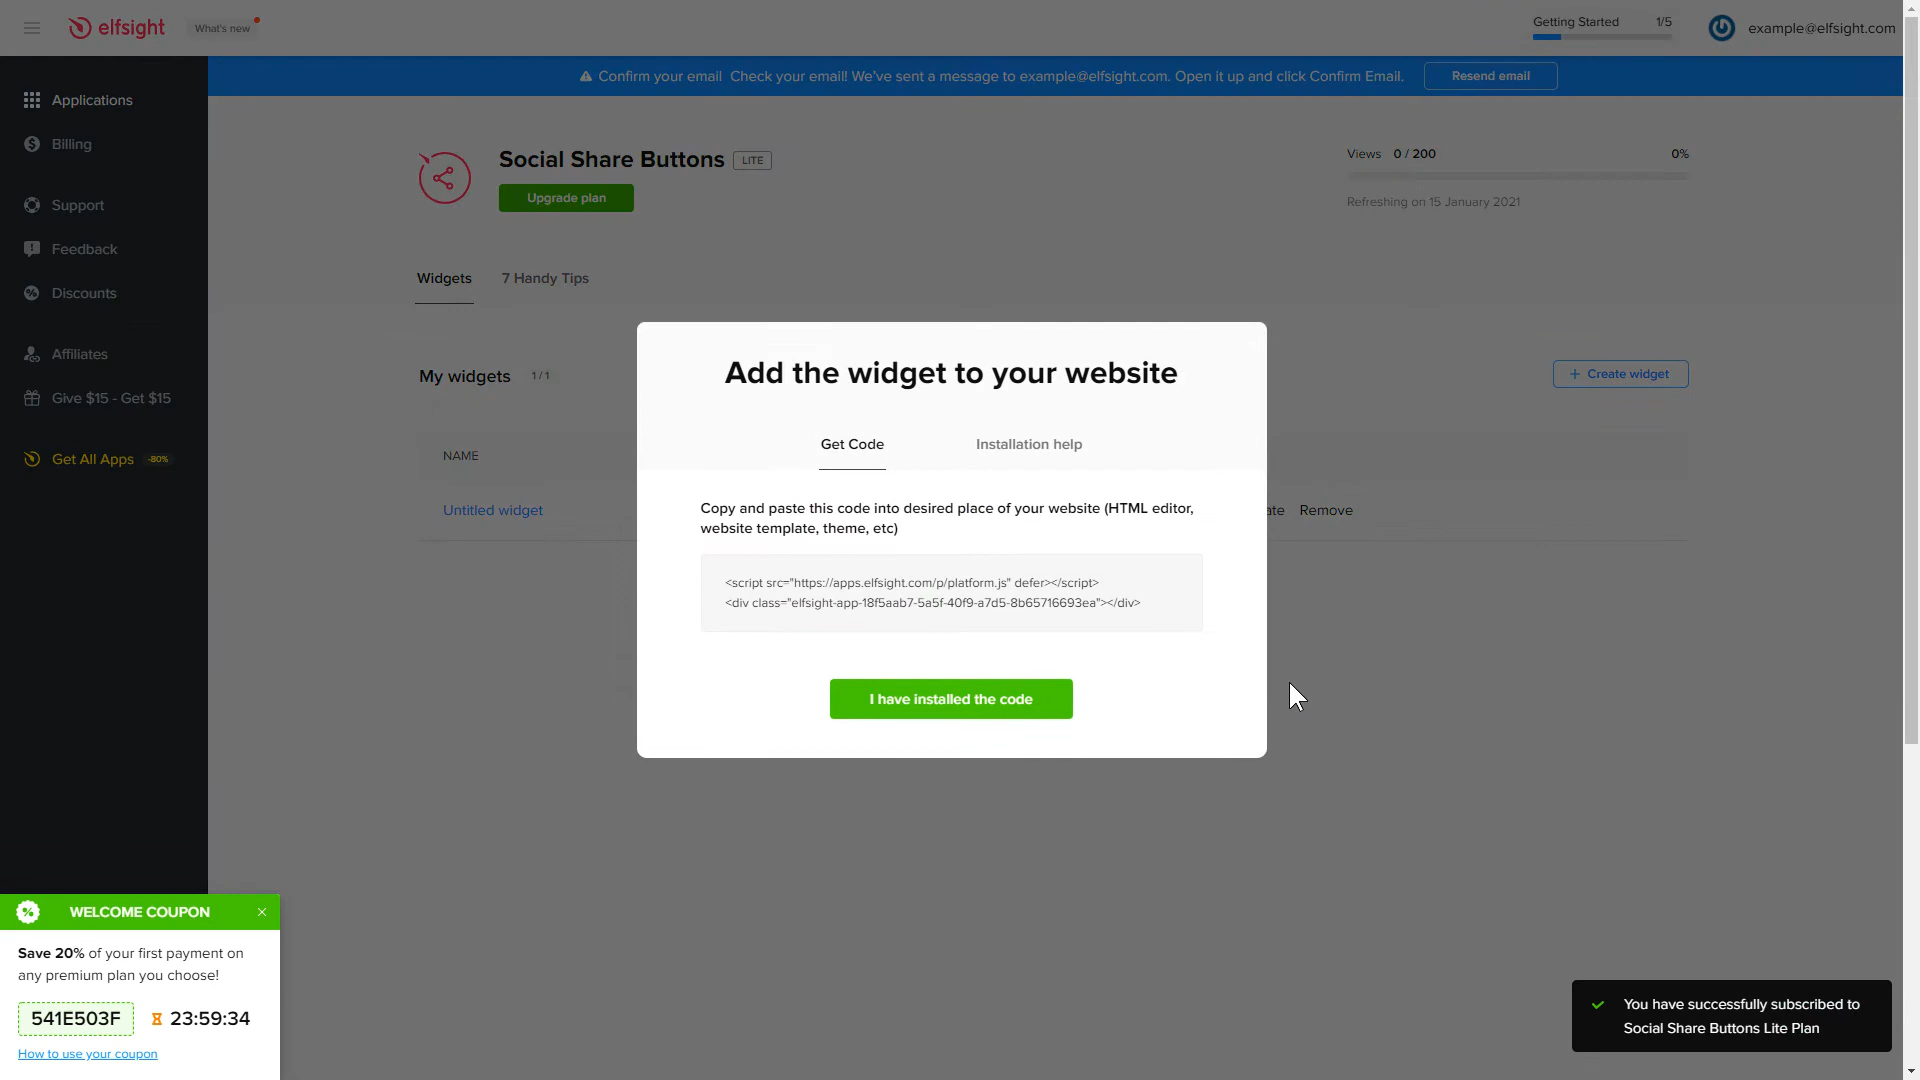 elfsight
What's new
Getting Started 1/5
example@elfsight.com
Confirm your email Check your email! We've sent a message to example@elfsight.com. Open it up and click Confirm Email.
Resend email
Applications
Billing
Support
Feedback
Discounts
Affiliates
Give $15 - Get $15
Get All Apps -80%
Social Share Buttons LITE
Upgrade plan
Views 0 / 200 0%
Refreshing on 15 January 2021
Widgets 7 Handy Tips
My widgets 1 / 1
+ Create widget
NAME
Untitled widget
Remove
Add the widget to your website
Get Code Installation help
Copy and paste this code into desired place of your website (HTML editor,
website template, theme, etc)
<script src="https://apps.elfsight.com/p/platform.js" defer></script>
<div class="elfsight-app-18f5aab7-5a5f-40f9-a7d5-8b65716693ea"></div>
I have installed the code
WELCOME COUPON
Save 20% of your first payment on
any premium plan you choose!
541E503F 23:59:34
How to use your coupon
You have successfully subscribed to
Social Share Buttons Lite Plan